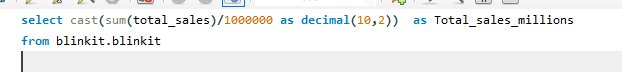 select cast(sum(total_sales)/1000000 as decimal(10,2))  as Total_sales_millions
from blinkit.blinkit